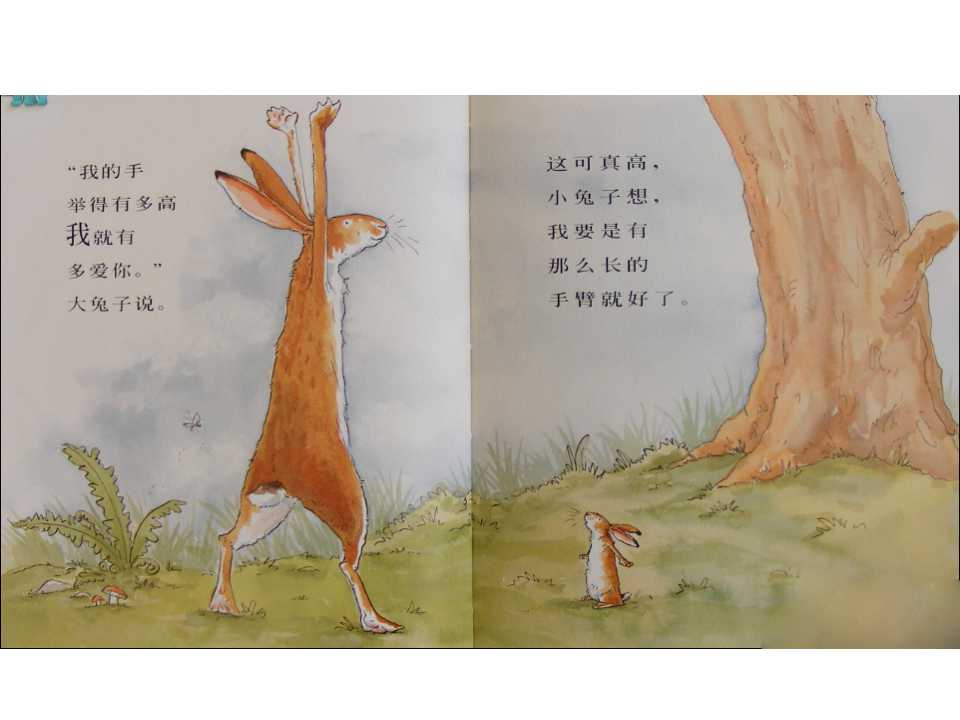 “我的手
举得有多高
我就有
多爱你。”
大兔子说。
这可真高，
小兔子想，
我要是有
那么长的
手臂就好了。